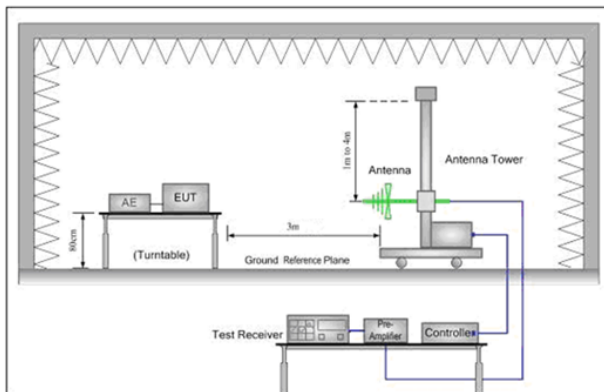 1m to 4m
Antenna
Antenna Tower
AE
EUT
80cm
(Turntable)
3m
Ground Reference Plane
Test Receiver
Pre-
Amplifier
Controller